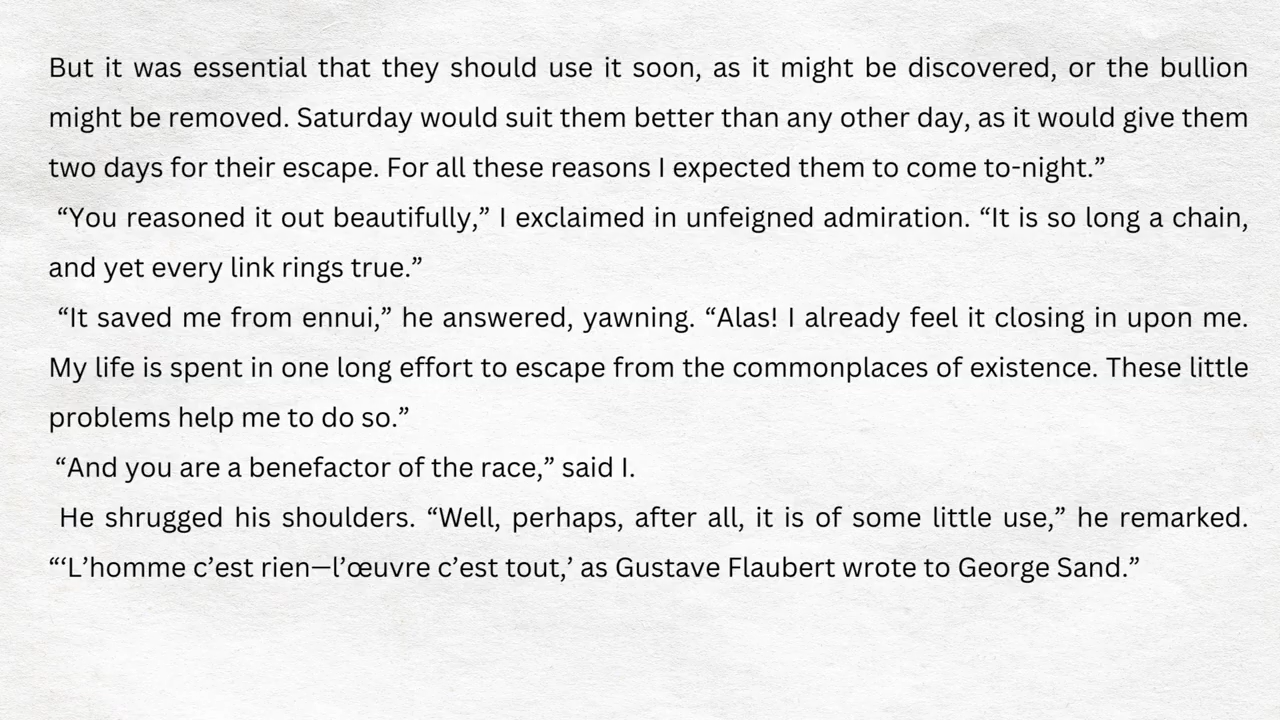 But it was essential that they should use it soon, as it might be discovered, or the bullion
might be removed. Saturday would suit them better than any other day, as it would give them
two days for their escape. For all these reasons I expected them to come to-night.”
“You reasoned it out beautifully,” I exclaimed in unfeigned admiration. “It is so long a chain,
and yet every link rings true.”
“It saved me from ennui,” he answered, yawning. “Alas! I already feel it closing in upon me.
My life is spent in one long effort to escape from the commonplaces of existence. These little
problems help me to do so.”
“And you are a benefactor of the race,” said I.
He shrugged his shoulders. “Well, perhaps, after all, it is of some little use,” he remarked.
“‘L’homme c’est rien—l’œuvre c’est tout,’ as Gustave Flaubert wrote to George Sand.”